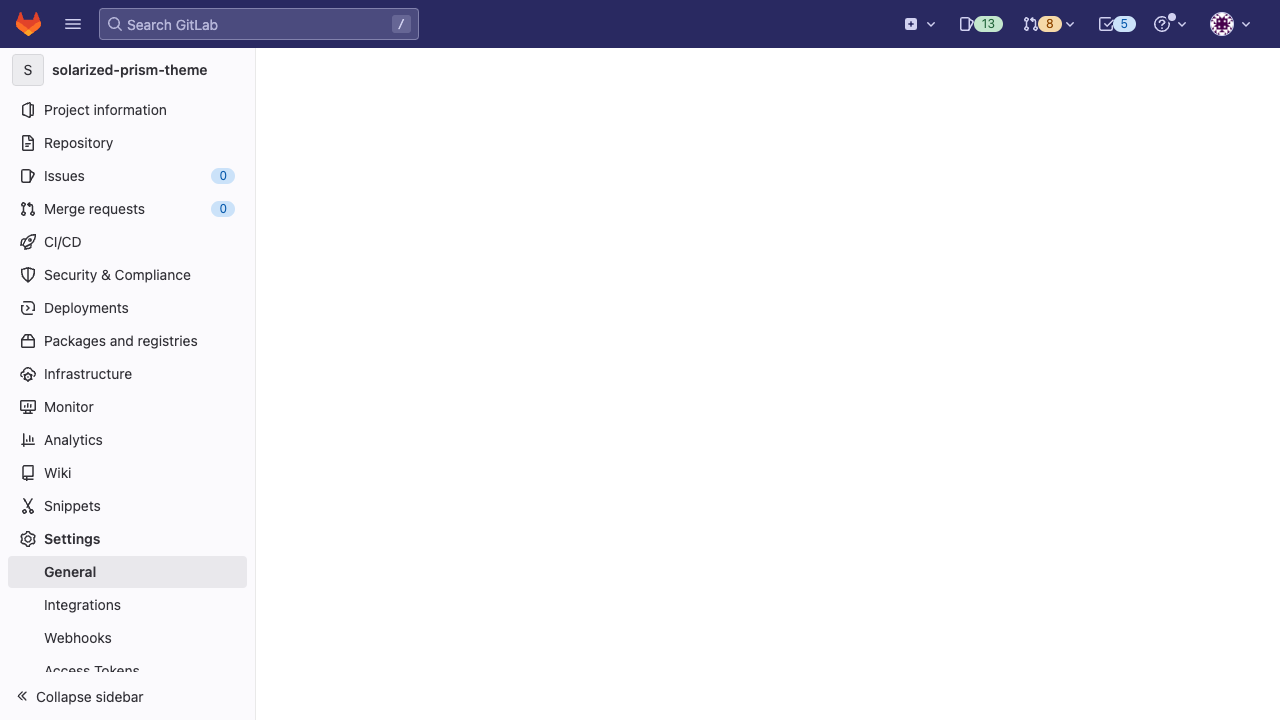 Search GitLab /
13
8
5
S solarized-prism-theme
Project information
Repository
Issues 0
Merge requests 0
CI/CD
Security & Compliance
Deployments
Packages and registries
Infrastructure
Monitor
Analytics
Wiki
Snippets
Settings
General
Integrations
Webhooks
Access Tokens
Collapse sidebar